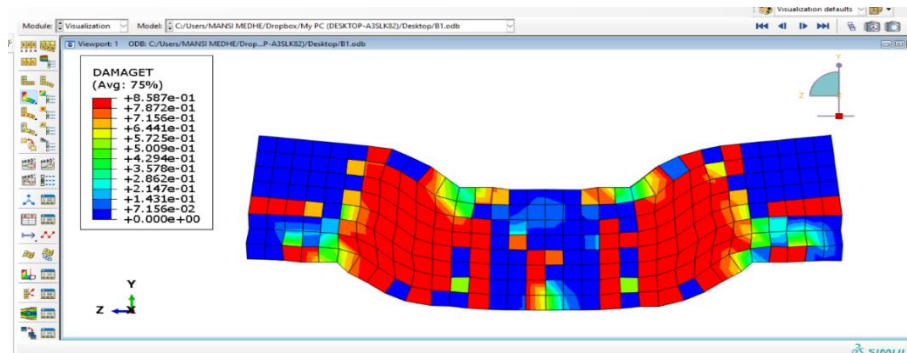 Visualization defaults
Module: Visualization Model: C:/Users/MANSI MEDHE/Dropbox/My PC (DESKTOP-A3SLK82)/Desktop/B1.odb
Viewport: 1 ODB: C:/Users/MANSI MEDHE/Drop...P-A3SLK82)/Desktop/B1.odb
DAMAGET
(Avg: 75%)
+8.587e-01
+7.872e-01
+7.156e-01
+6.441e-01
+5.725e-01
+5.009e-01
+4.294e-01
+3.578e-01
+2.862e-01
+2.147e-01
+1.431e-01
+7.156e-02
+0.000e+00
Y
Z
Y
Z X